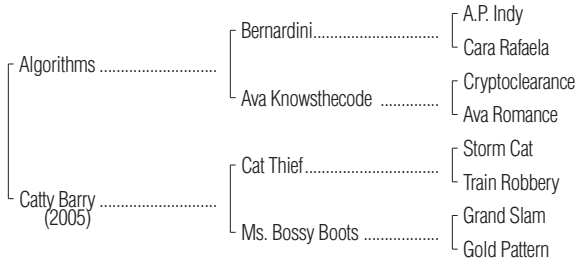 A.P. Indy
Bernardini
Cara Rafaela
Algorithms
Cryptoclearance
Ava Knowsthecode
Ava Romance
Storm Cat
Cat Thief
Train Robbery
Catty Barry
(2005)
Grand Slam
Ms. Bossy Boots
Gold Pattern